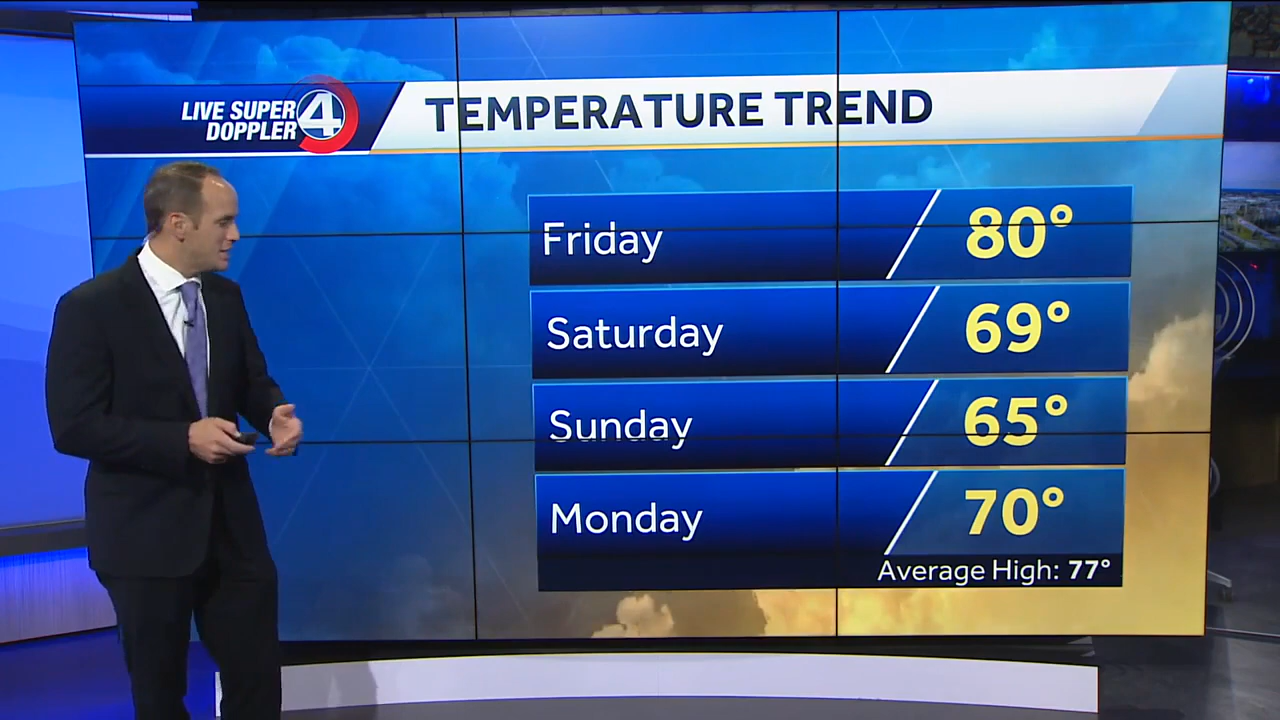 LIVE SUPER
DOPPLER
4
TEMPERATURE TREND
Friday 80°
Saturday 69°
Sunday 65°
Monday 70°
Average High: 77°